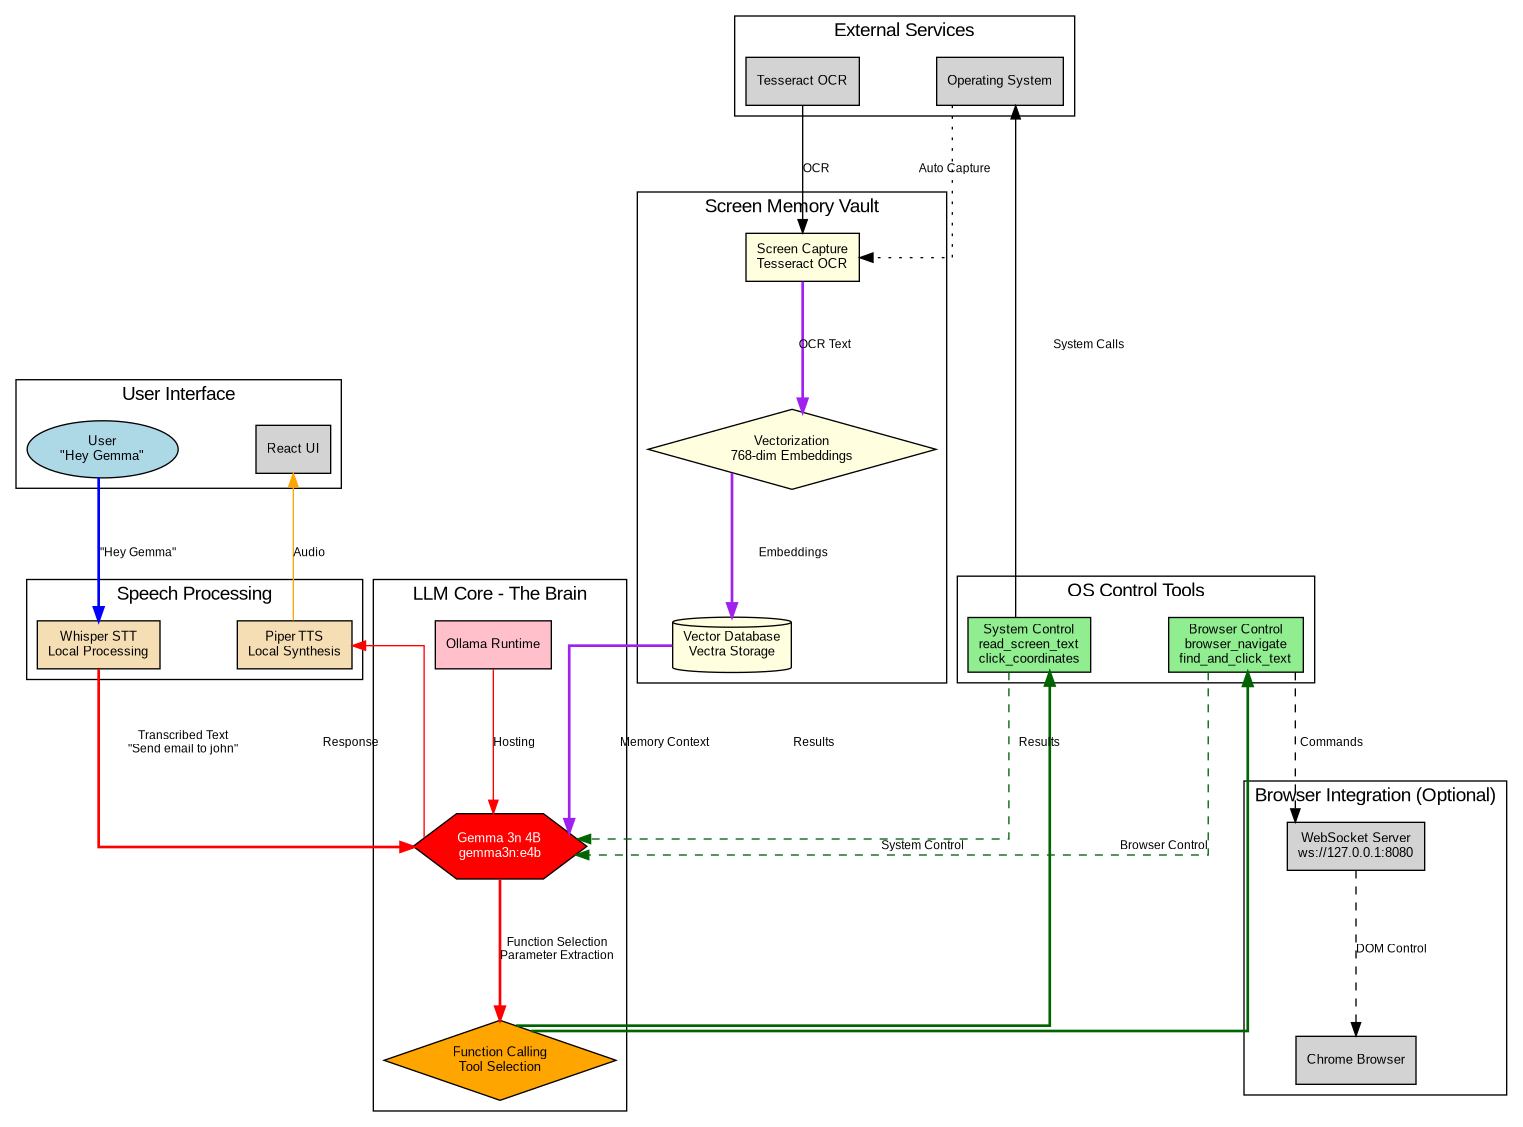 External Services
Tesseract OCR
Operating System
OCR
Auto Capture
Screen Memory Vault
Screen Capture
Tesseract OCR
OCR Text
System Calls
User Interface
User
"Hey Gemma"
React UI
Vectorization
768-dim Embeddings
"Hey Gemma"
Audio
Embeddings
Speech Processing
Whisper STT
Local Processing
Piper TTS
Local Synthesis
LLM Core - The Brain
Ollama Runtime
Vector Database
Vectra Storage
OS Control Tools
System Control
read_screen_text
click_coordinates
Browser Control
browser_navigate
find_and_click_text
Transcribed Text
"Send email to john"
Response
Hosting
Memory Context
Results
Results
Commands
Browser Integration (Optional)
Gemma 3n 4B
gemma3n:e4b
System Control
Browser Control
WebSocket Server
ws://127.0.0.1:8080
Function Selection
Parameter Extraction
DOM Control
Function Calling
Tool Selection
Chrome Browser